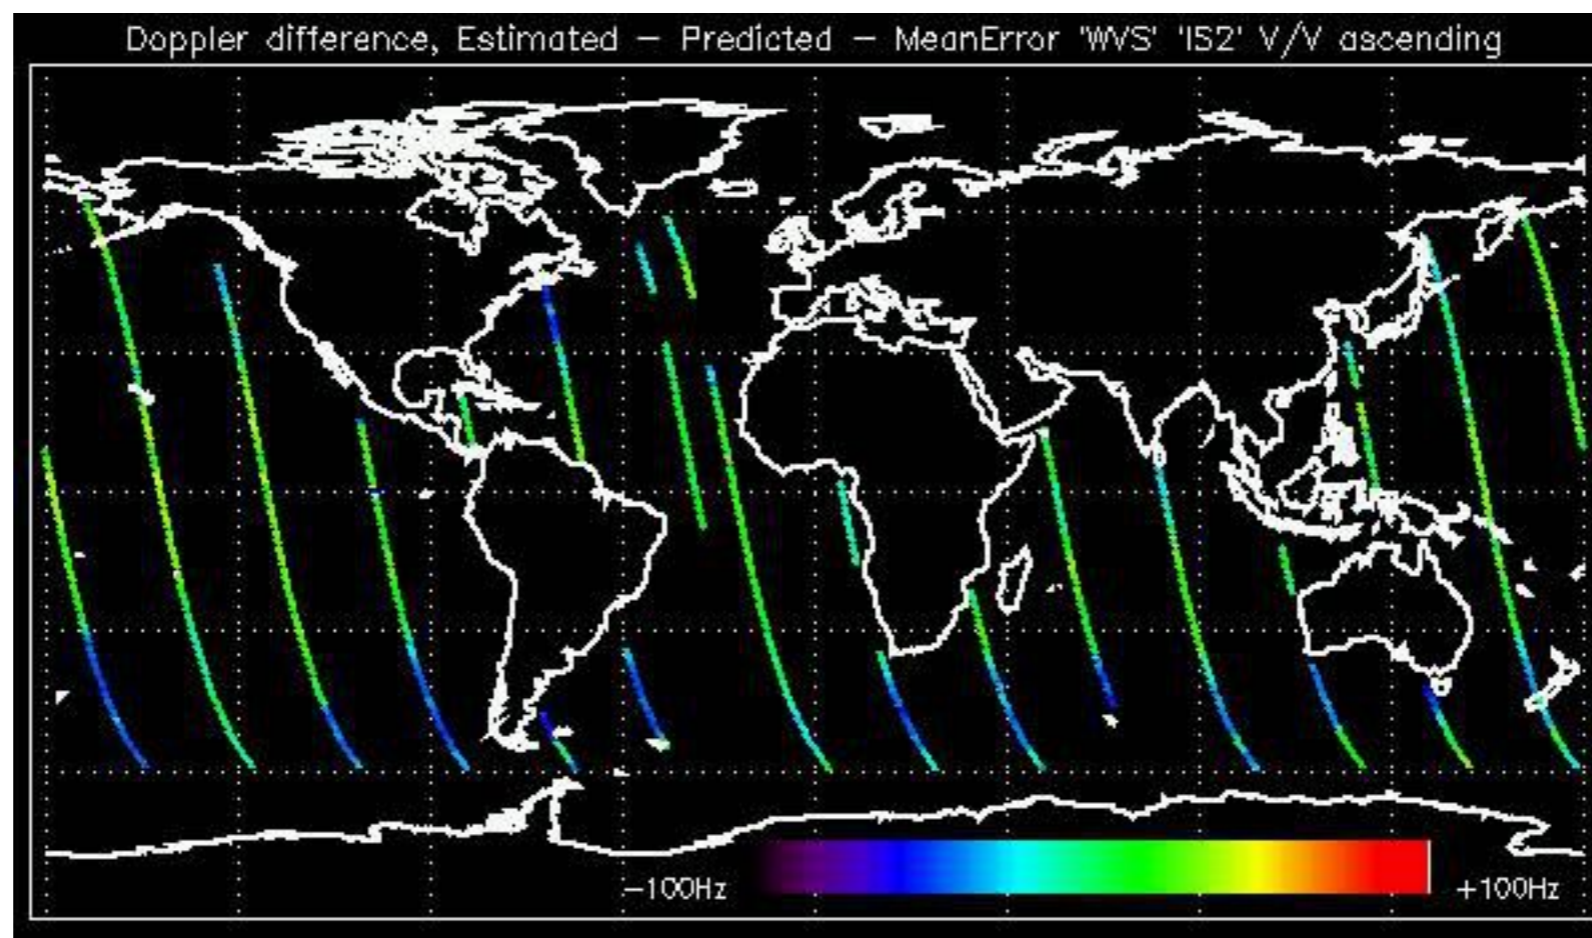 Doppler difference, Estimated – Predicted – MeanError 'WVS' 'IS2' V/V ascending
–100Hz +100Hz